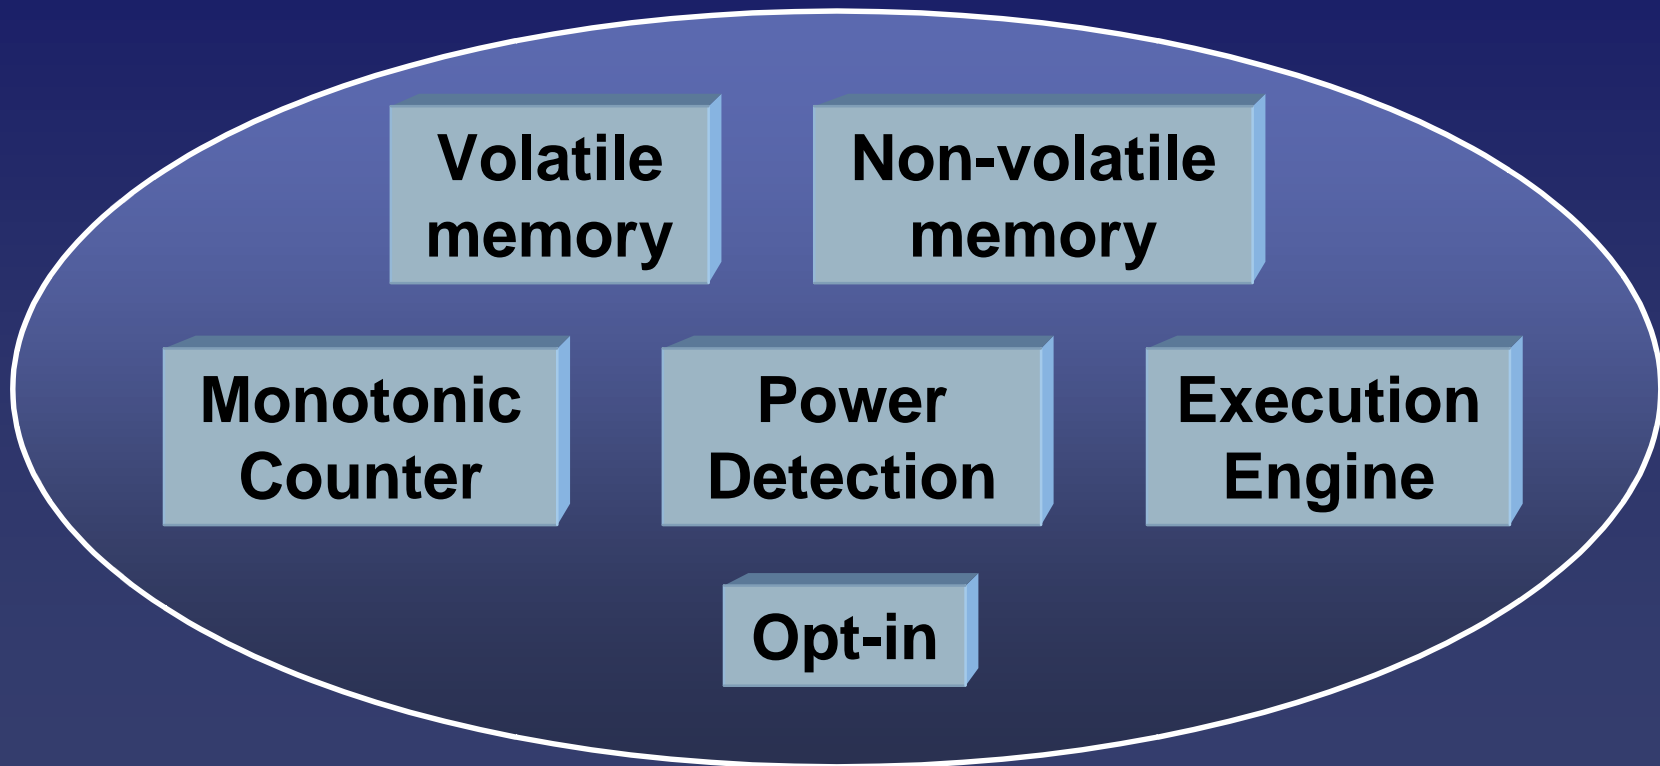 Volatile
memory
Non-volatile
memory
Monotonic
Counter
Power
Detection
Execution
Engine
Opt-in